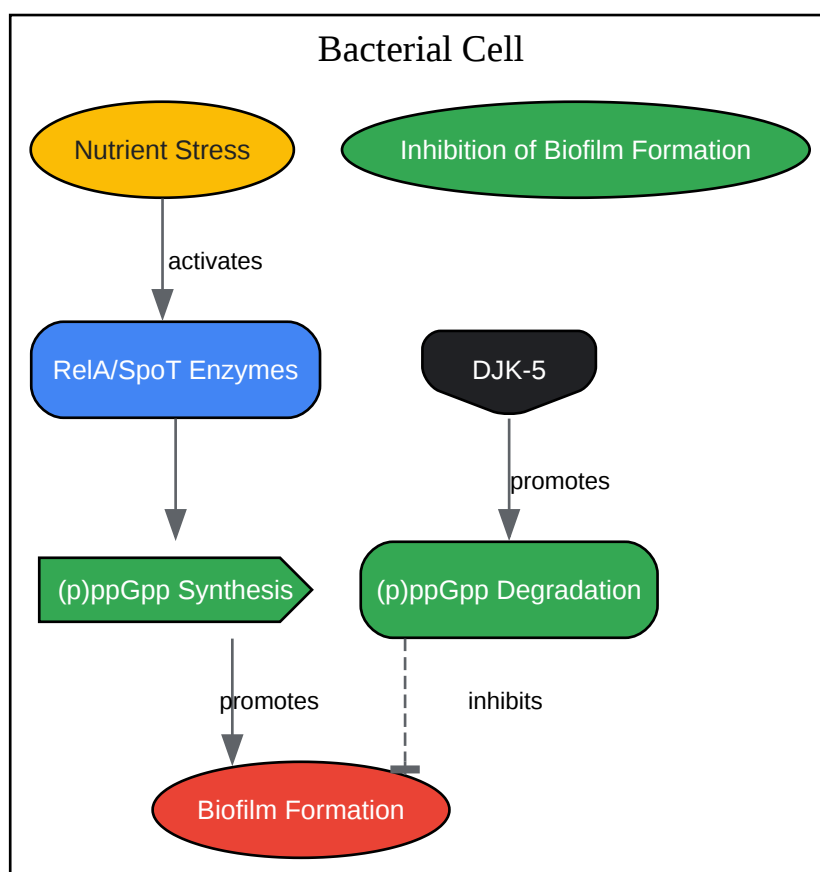 Bacterial Cell
Nutrient Stress
Inhibition of Biofilm Formation
activates
RelA/SpoT Enzymes
DJK-5
promotes
(p)ppGpp Synthesis
(p)ppGpp Degradation
promotes
inhibits
Biofilm Formation